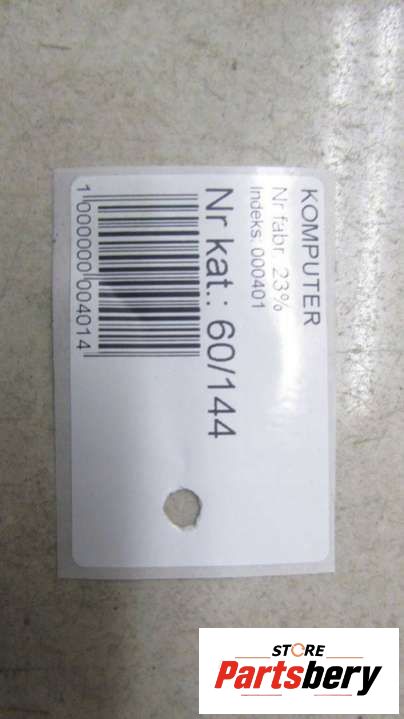 KOMPUTER
Nr fabr. 23%
Indeks: 000401
Nr kat.: 60/144
1 000000 004014
STORE
Partsbery